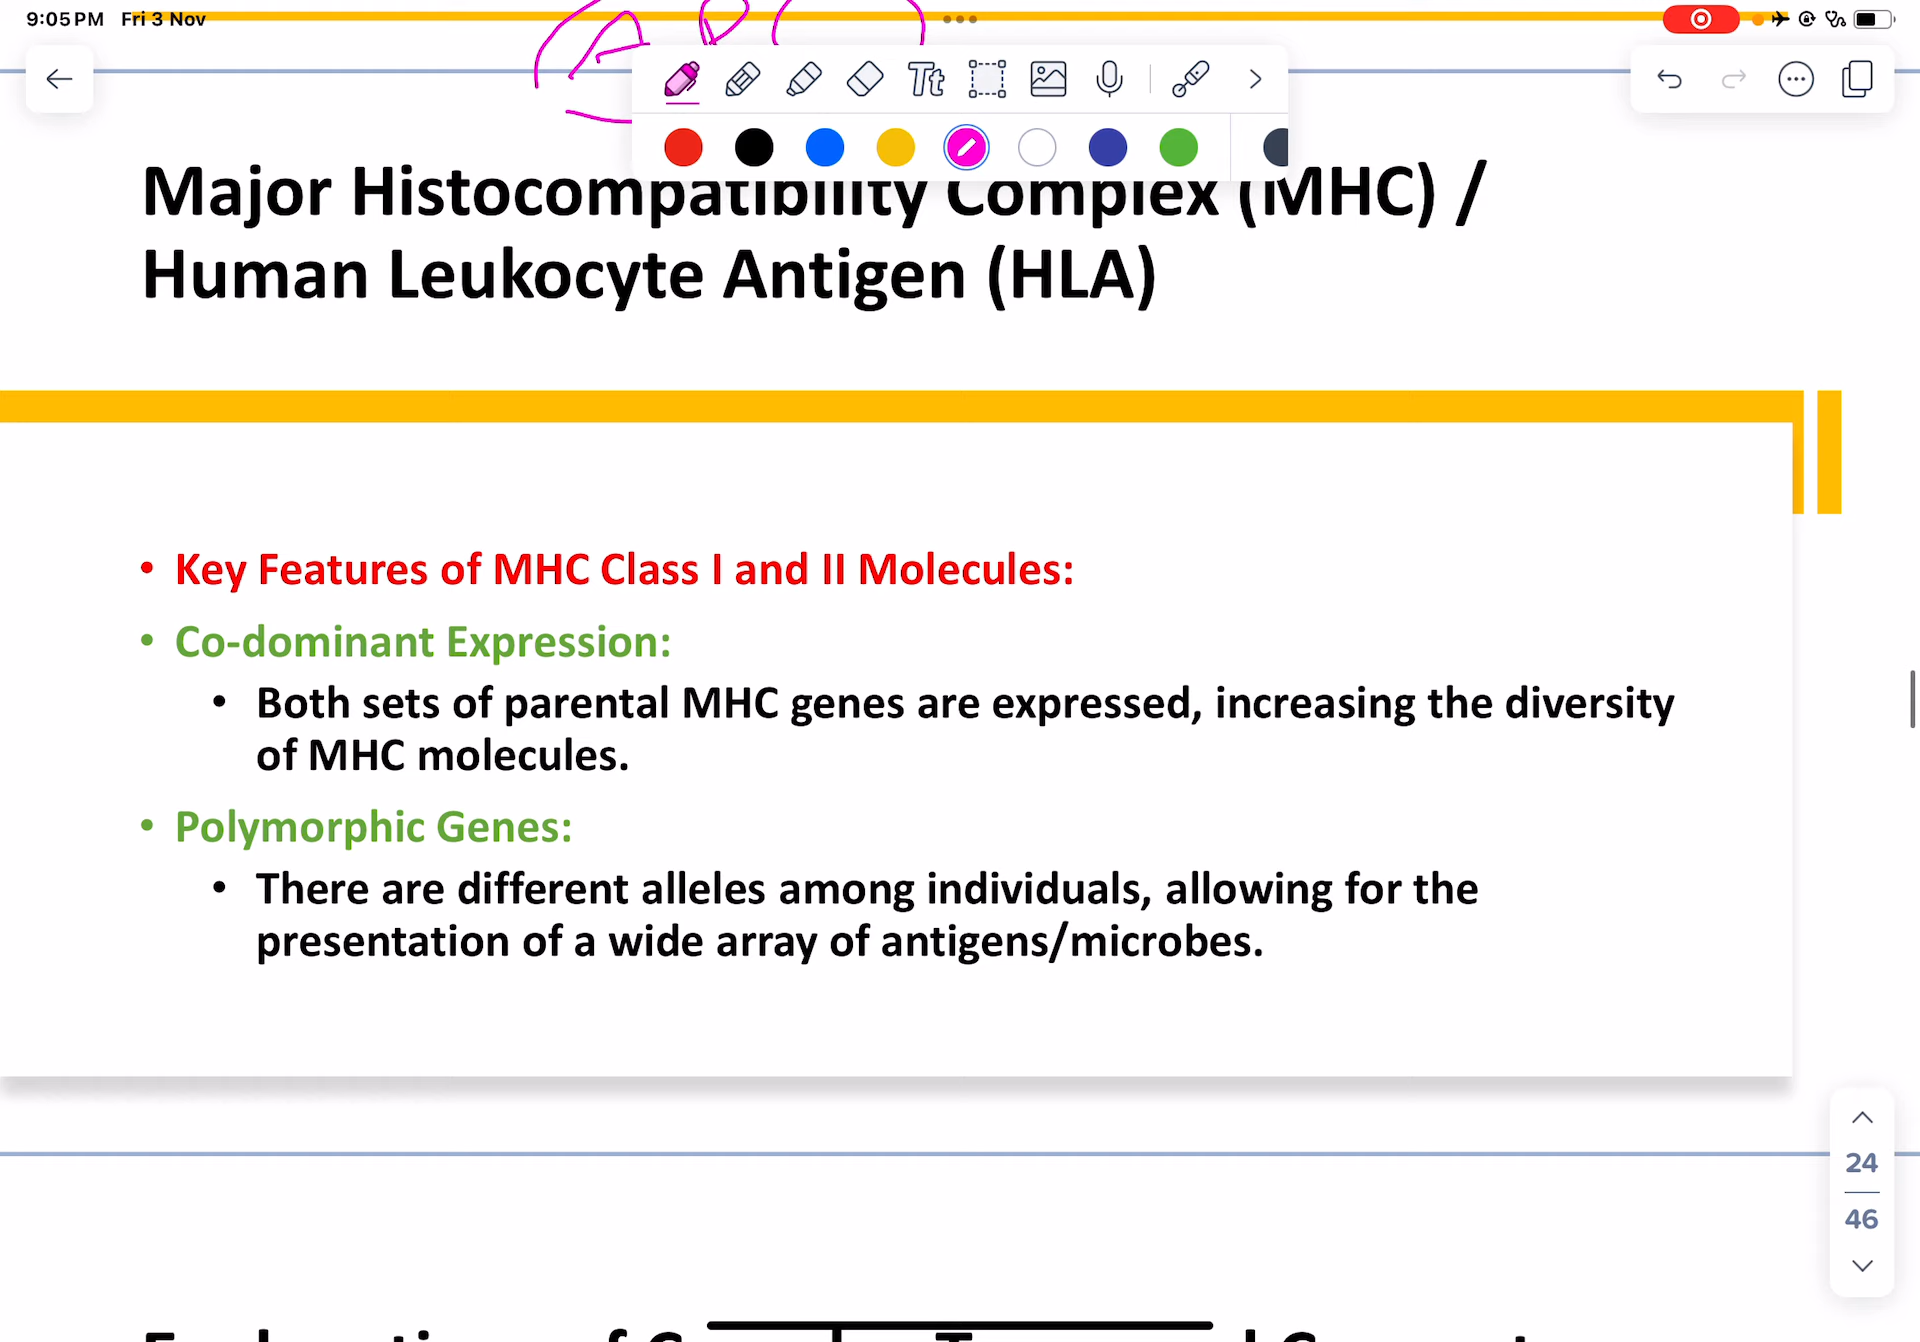 9:05 PM Fri 3 Nov
Tt
Major Histocompatibility Complex (MHC) /
Human Leukocyte Antigen (HLA)
• Key Features of MHC Class I and II Molecules:
• Co-dominant Expression:
• Both sets of parental MHC genes are expressed, increasing the diversity
of MHC molecules.
• Polymorphic Genes:
• There are different alleles among individuals, allowing for the
presentation of a wide array of antigens/microbes.
24
46